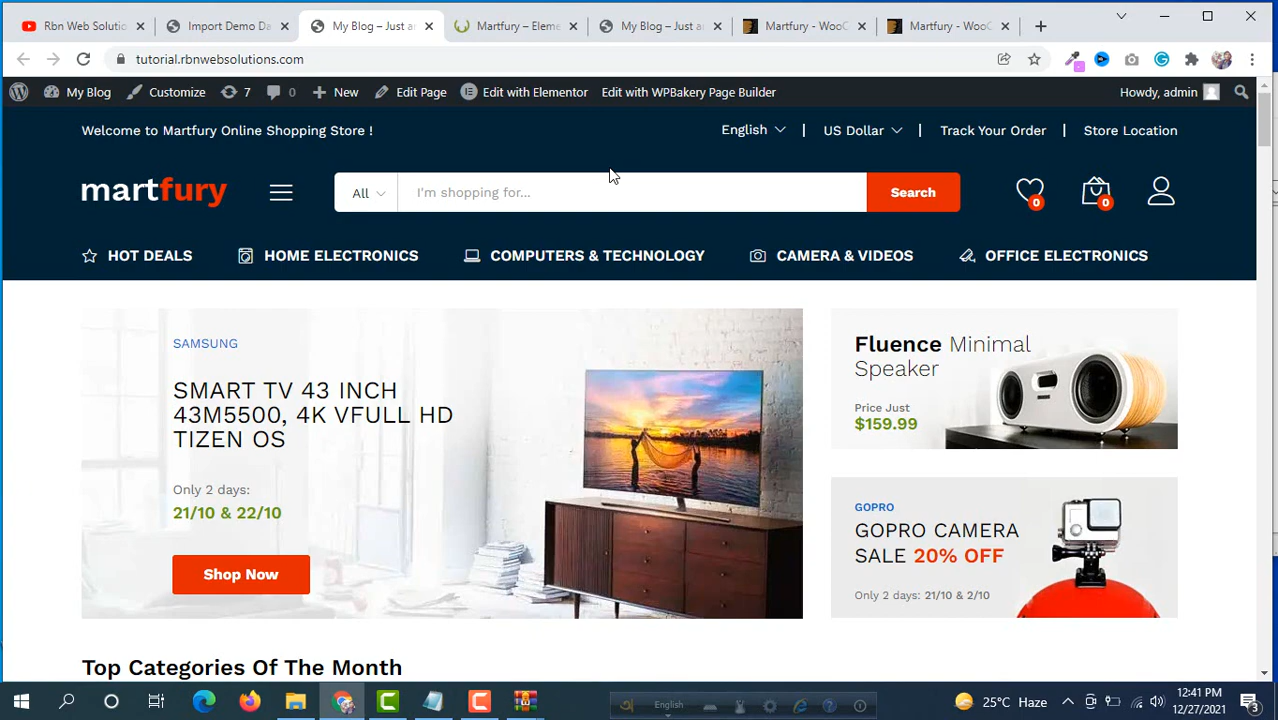 Rbn Web Solutio
Import Demo Da
My Blog – Just an
Martfury – Eleme
My Blog – Just an
Martfury - WooC
Martfury - WooC
tutorial.rbnwebsolutions.com
My Blog
Customize
7
0
New
Edit Page
Edit with Elementor
Edit with WPBakery Page Builder
Howdy, admin
Welcome to Martfury Online Shopping Store !
English
US Dollar
Track Your Order
Store Location
martfury
All
I'm shopping for...
Search
0
0
HOT DEALS
HOME ELECTRONICS
COMPUTERS & TECHNOLOGY
CAMERA & VIDEOS
OFFICE ELECTRONICS
SAMSUNG
SMART TV 43 INCH
43M5500, 4K VFULL HD
TIZEN OS
Only 2 days:
21/10 & 22/10
Shop Now
Fluence Minimal
Speaker
Price Just
$159.99
GOPRO
GOPRO CAMERA
SALE 20% OFF
Only 2 days: 21/10 & 2/10
Top Categories Of The Month
English
25°C Haze
12:41 PM
12/27/2021
3